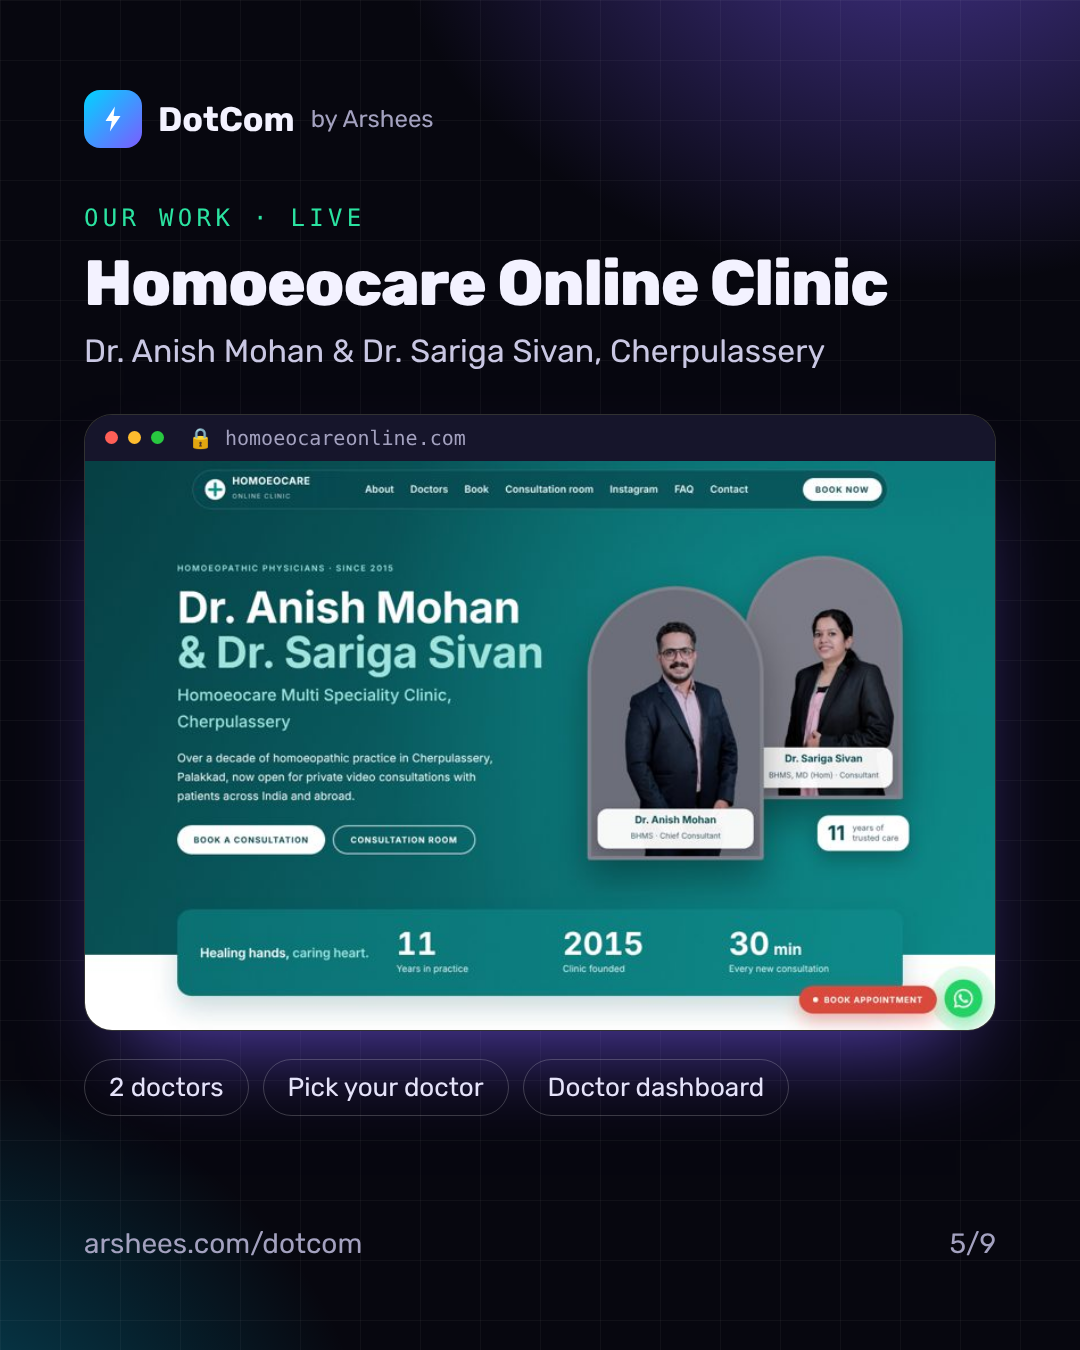 DotCom by Arshees
OUR WORK · LIVE
Homoeocare Online Clinic
Dr. Anish Mohan & Dr. Sariga Sivan, Cherpulassery
homoeocareonline.com
HOMOEOCARE
ONLINE CLINIC
About Doctors Book Consultation room Instagram FAQ Contact
BOOK NOW
HOMOEOPATHIC PHYSICIANS · SINCE 2015
Dr. Anish Mohan
& Dr. Sariga Sivan
Homoeocare Multi Speciality Clinic,
Cherpulassery
Over a decade of homoeopathic practice in Cherpulassery,
Palakkad, now open for private video consultations with
patients across India and abroad.
BOOK A CONSULTATION
CONSULTATION ROOM
Dr. Sariga Sivan
BHMS, MD (Hom) · Consultant
Dr. Anish Mohan
BHMS · Chief Consultant
11 years of
trusted care
Healing hands, caring heart.
11
Years in practice
2015
Clinic founded
30 min
Every new consultation
BOOK APPOINTMENT
2 doctors
Pick your doctor
Doctor dashboard
arshees.com/dotcom
5/9